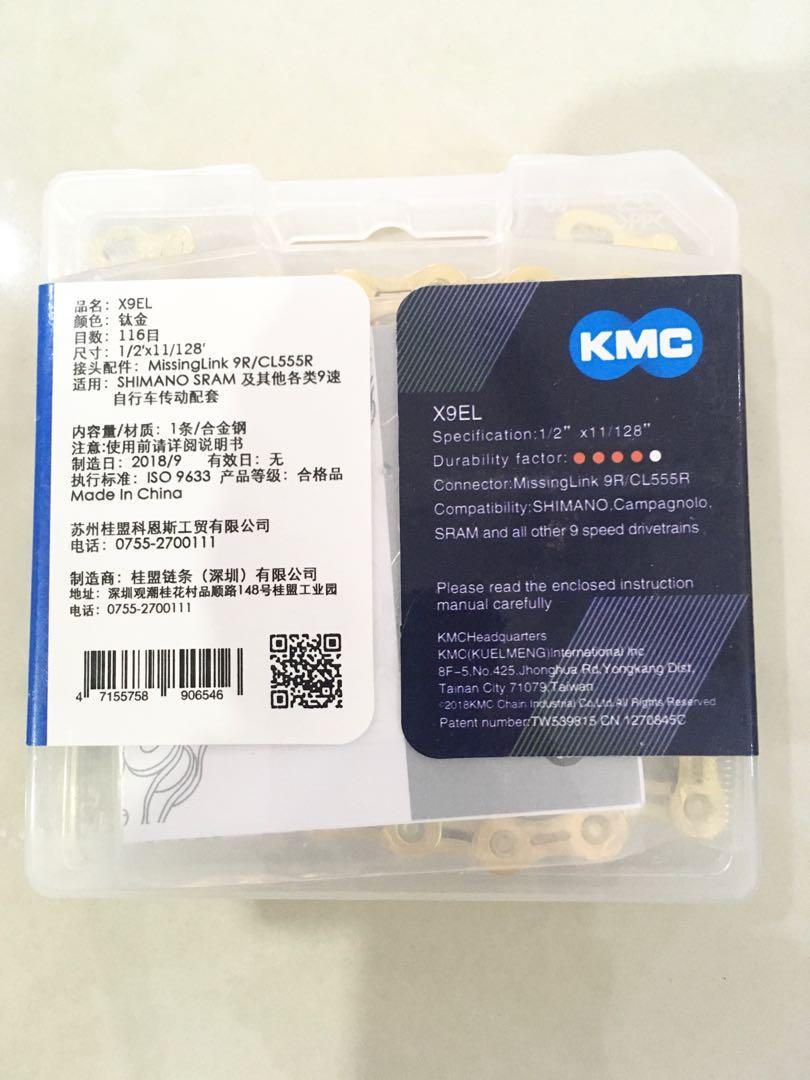 品名：X9EL
颜色：钛金
目数：116目
尺寸：1/2'x11/128'
接头配件：MissingLink 9R/CL555R
适用：SHIMANO SRAM 及其他各类9速
自行车传动配套
内容量/材质：1条/合金钢
注意:使用前请详阅说明书
制造日：2018/9 有效日：无
执行标准：ISO 9633 产品等级：合格品
Made In China
苏州桂盟科恩斯工贸有限公司
电话：0755-2700111
制造商：桂盟链条（深圳）有限公司
地址：深圳观潮桂花村品顺路148号桂盟工业园
电话：0755-2700111
4 7155758 906546
KMC
X9EL
Specification:1/2” x11/128”
Durability factor:
Connector:MissingLink 9R/CL555R
Compatibility:SHIMANO.Campagnolo.
SRAM and all other 9 speed drivetrains
Please read the enclosed instruction
manual carefully
KMCHeadquarters
KMC(KUELMENG)International Inc
8F-5.No.425.Jhonghua Rd.Yongkang Dist.
Tainan City 71079.Taiwan
©2018KMC Chain Industrial Co.Ltd.All Rights Reserved
Patent number:TW539815 CN 1270845C